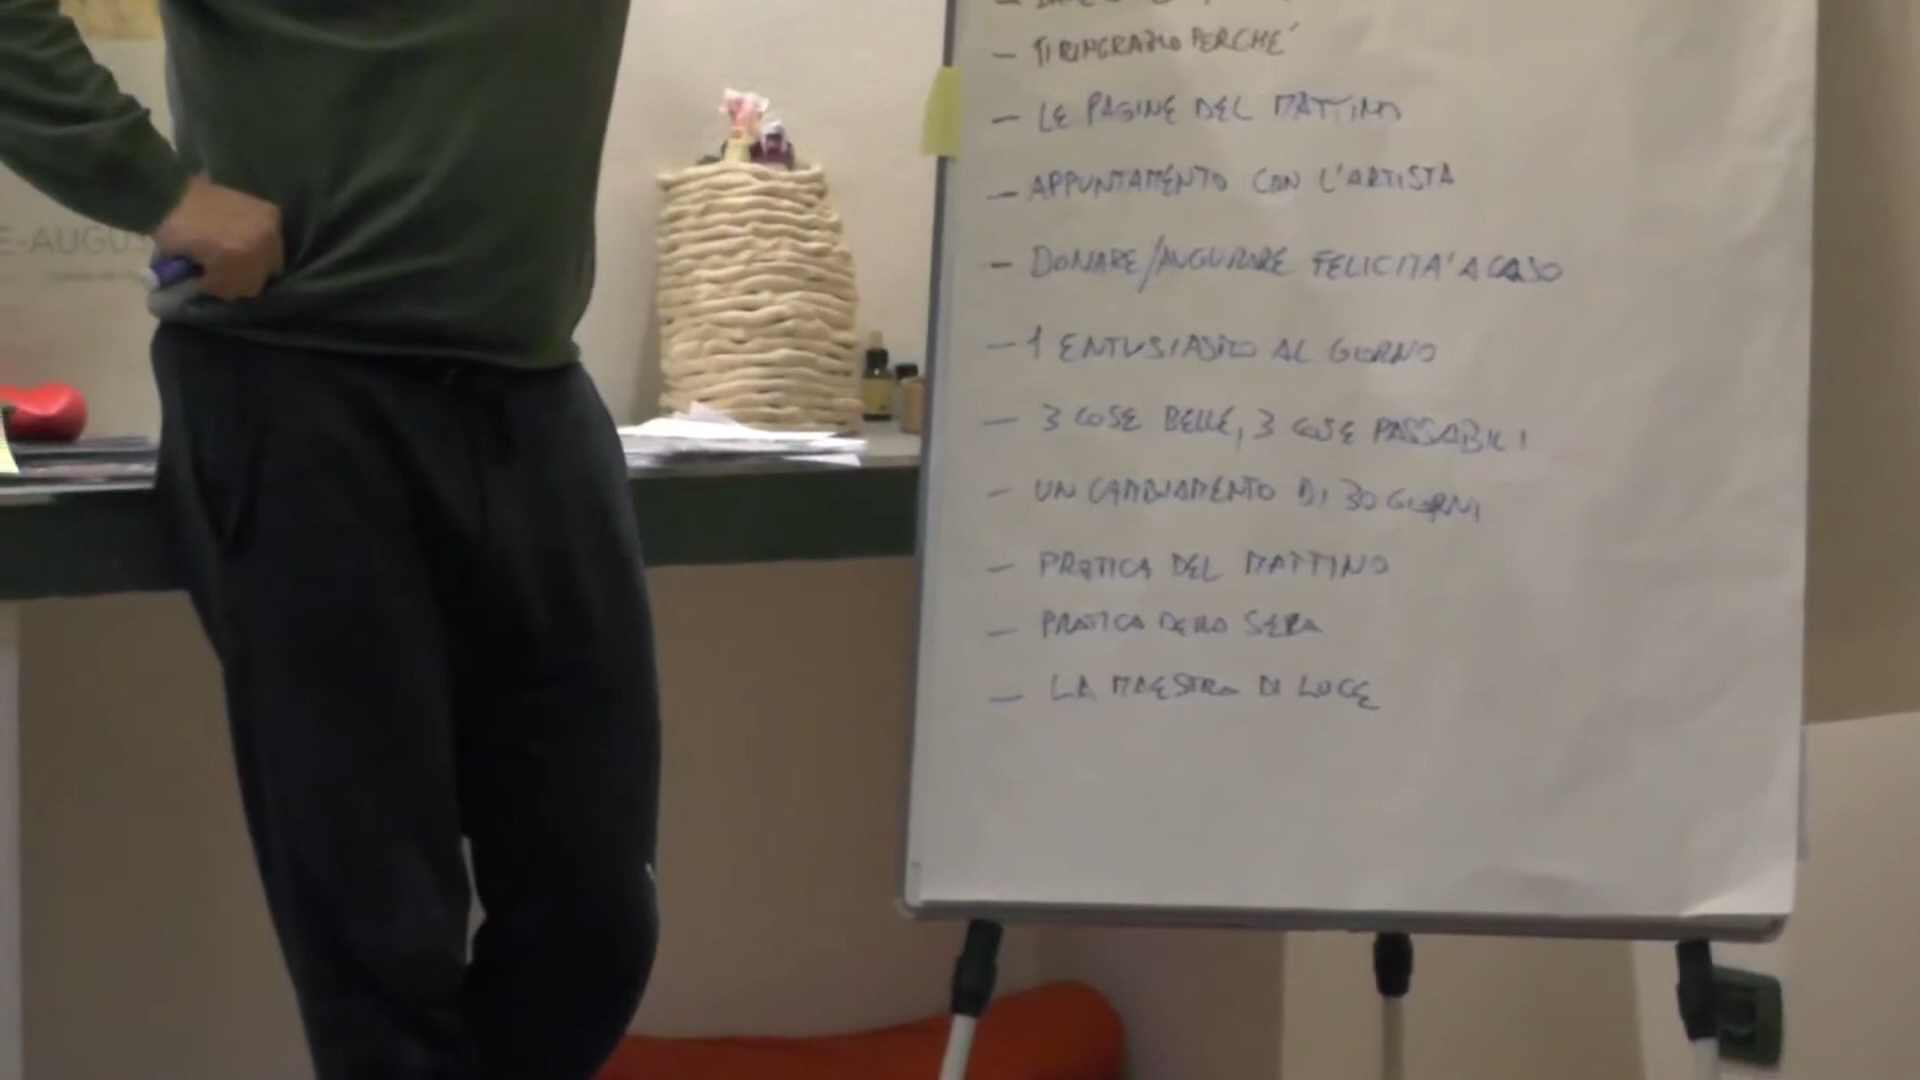 E-AUGUS
- TI RINGRAZIO PERCHE'
- LE PAGINE DEL MATTINO
- APPUNTAMENTO CON L'ARTISTA
- DONARE/AUGURARE FELICITA' A CASO
- 1 ENTUSIASMO AL GIORNO
- 3 COSE BELLE, 3 COSE PASSABILI
- UN CAMBIAMENTO DI 30 GIORNI
- PRATICA DEL MATTINO
- PRATICA DELLA SERA
- LA MAESTRA DI LUCE